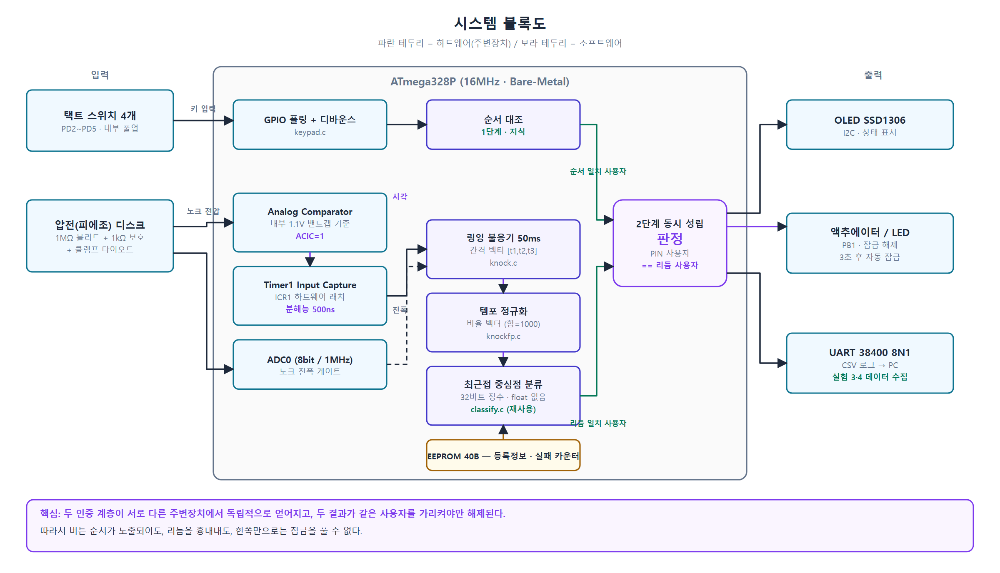 시스템 블록도
파란 테두리 = 하드웨어(주변장치) / 보라 테두리 = 소프트웨어
입력
출력
ATmega328P (16MHz · Bare-Metal)
택트 스위치 4개
PD2~PD5 · 내부 풀업
키 입력
GPIO 폴링 + 디바운스
keypad.c
순서 대조
1단계 · 지식
OLED SSD1306
I2C · 상태 표시
순서 일치 사용자
압전(피에조) 디스크
1MΩ 블리드 + 1kΩ 보호
+ 클램프 다이오드
노크 전압
Analog Comparator
내부 1.1V 밴드갭 기준
ACIC=1
시각
Timer1 Input Capture
ICR1 하드웨어 래치
분해능 500ns
진폭
ADC0 (8bit / 1MHz)
노크 진폭 게이트
링잉 불응기 50ms
간격 벡터 [t1,t2,t3]
knock.c
템포 정규화
비율 벡터 (합=1000)
knockfp.c
최근접 중심점 분류
32비트 정수 · float 없음
classify.c (재사용)
리듬 일치 사용자
EEPROM 40B — 등록정보 · 실패 카운터
2단계 동시 성립
판정
PIN 사용자
== 리듬 사용자
액추에이터 / LED
PB1 · 잠금 해제
3초 후 자동 잠금
UART 38400 8N1
CSV 로그 → PC
실험 3·4 데이터 수집
핵심: 두 인증 계층이 서로 다른 주변장치에서 독립적으로 얻어지고, 두 결과가 같은 사용자를 가리켜야만 해제된다.
따라서 버튼 순서가 노출되어도, 리듬을 흉내내도, 한쪽만으로는 잠금을 풀 수 없다.